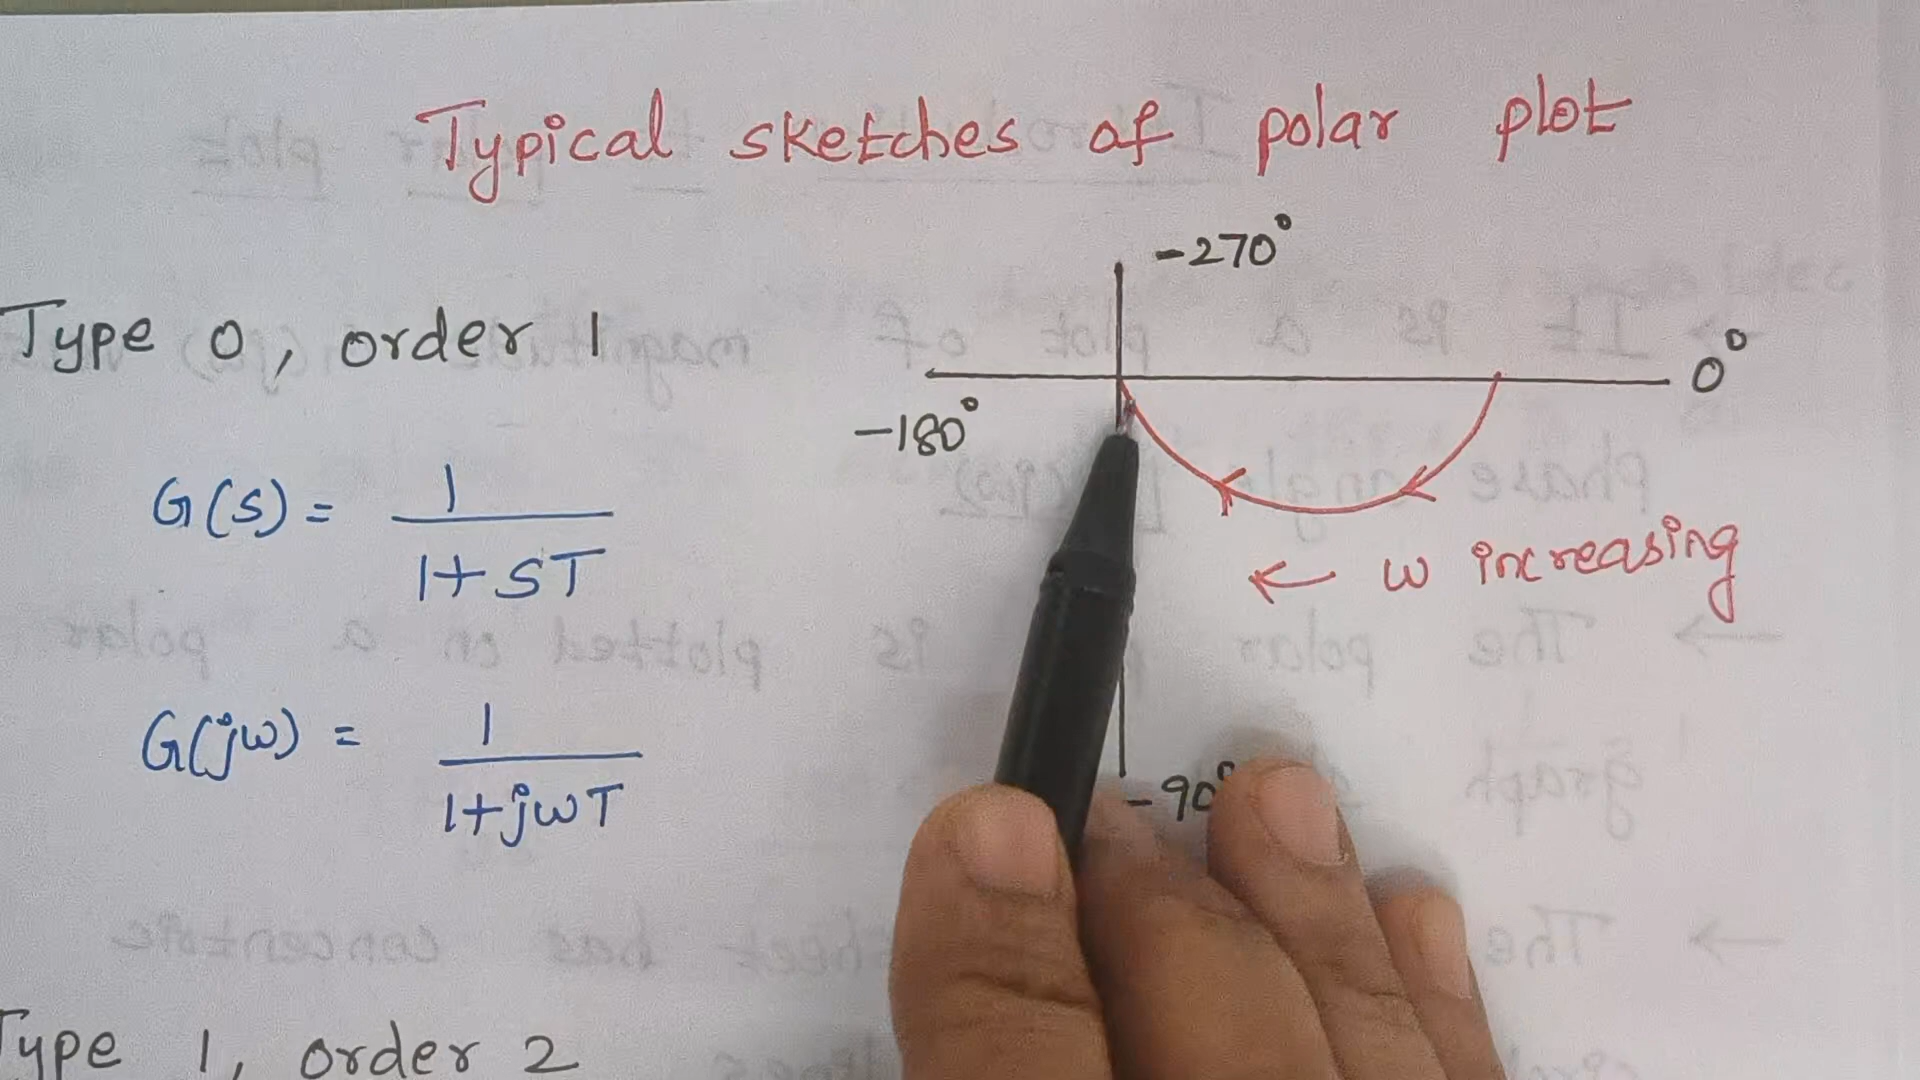 Typical sketches of polar plot
-270°
Type 0, order 1
0°
-180°
G(s) = 1 / 1+sT
← ω increasing
G(jω) = 1 / 1+jωT
-90°
Type 1, order 2